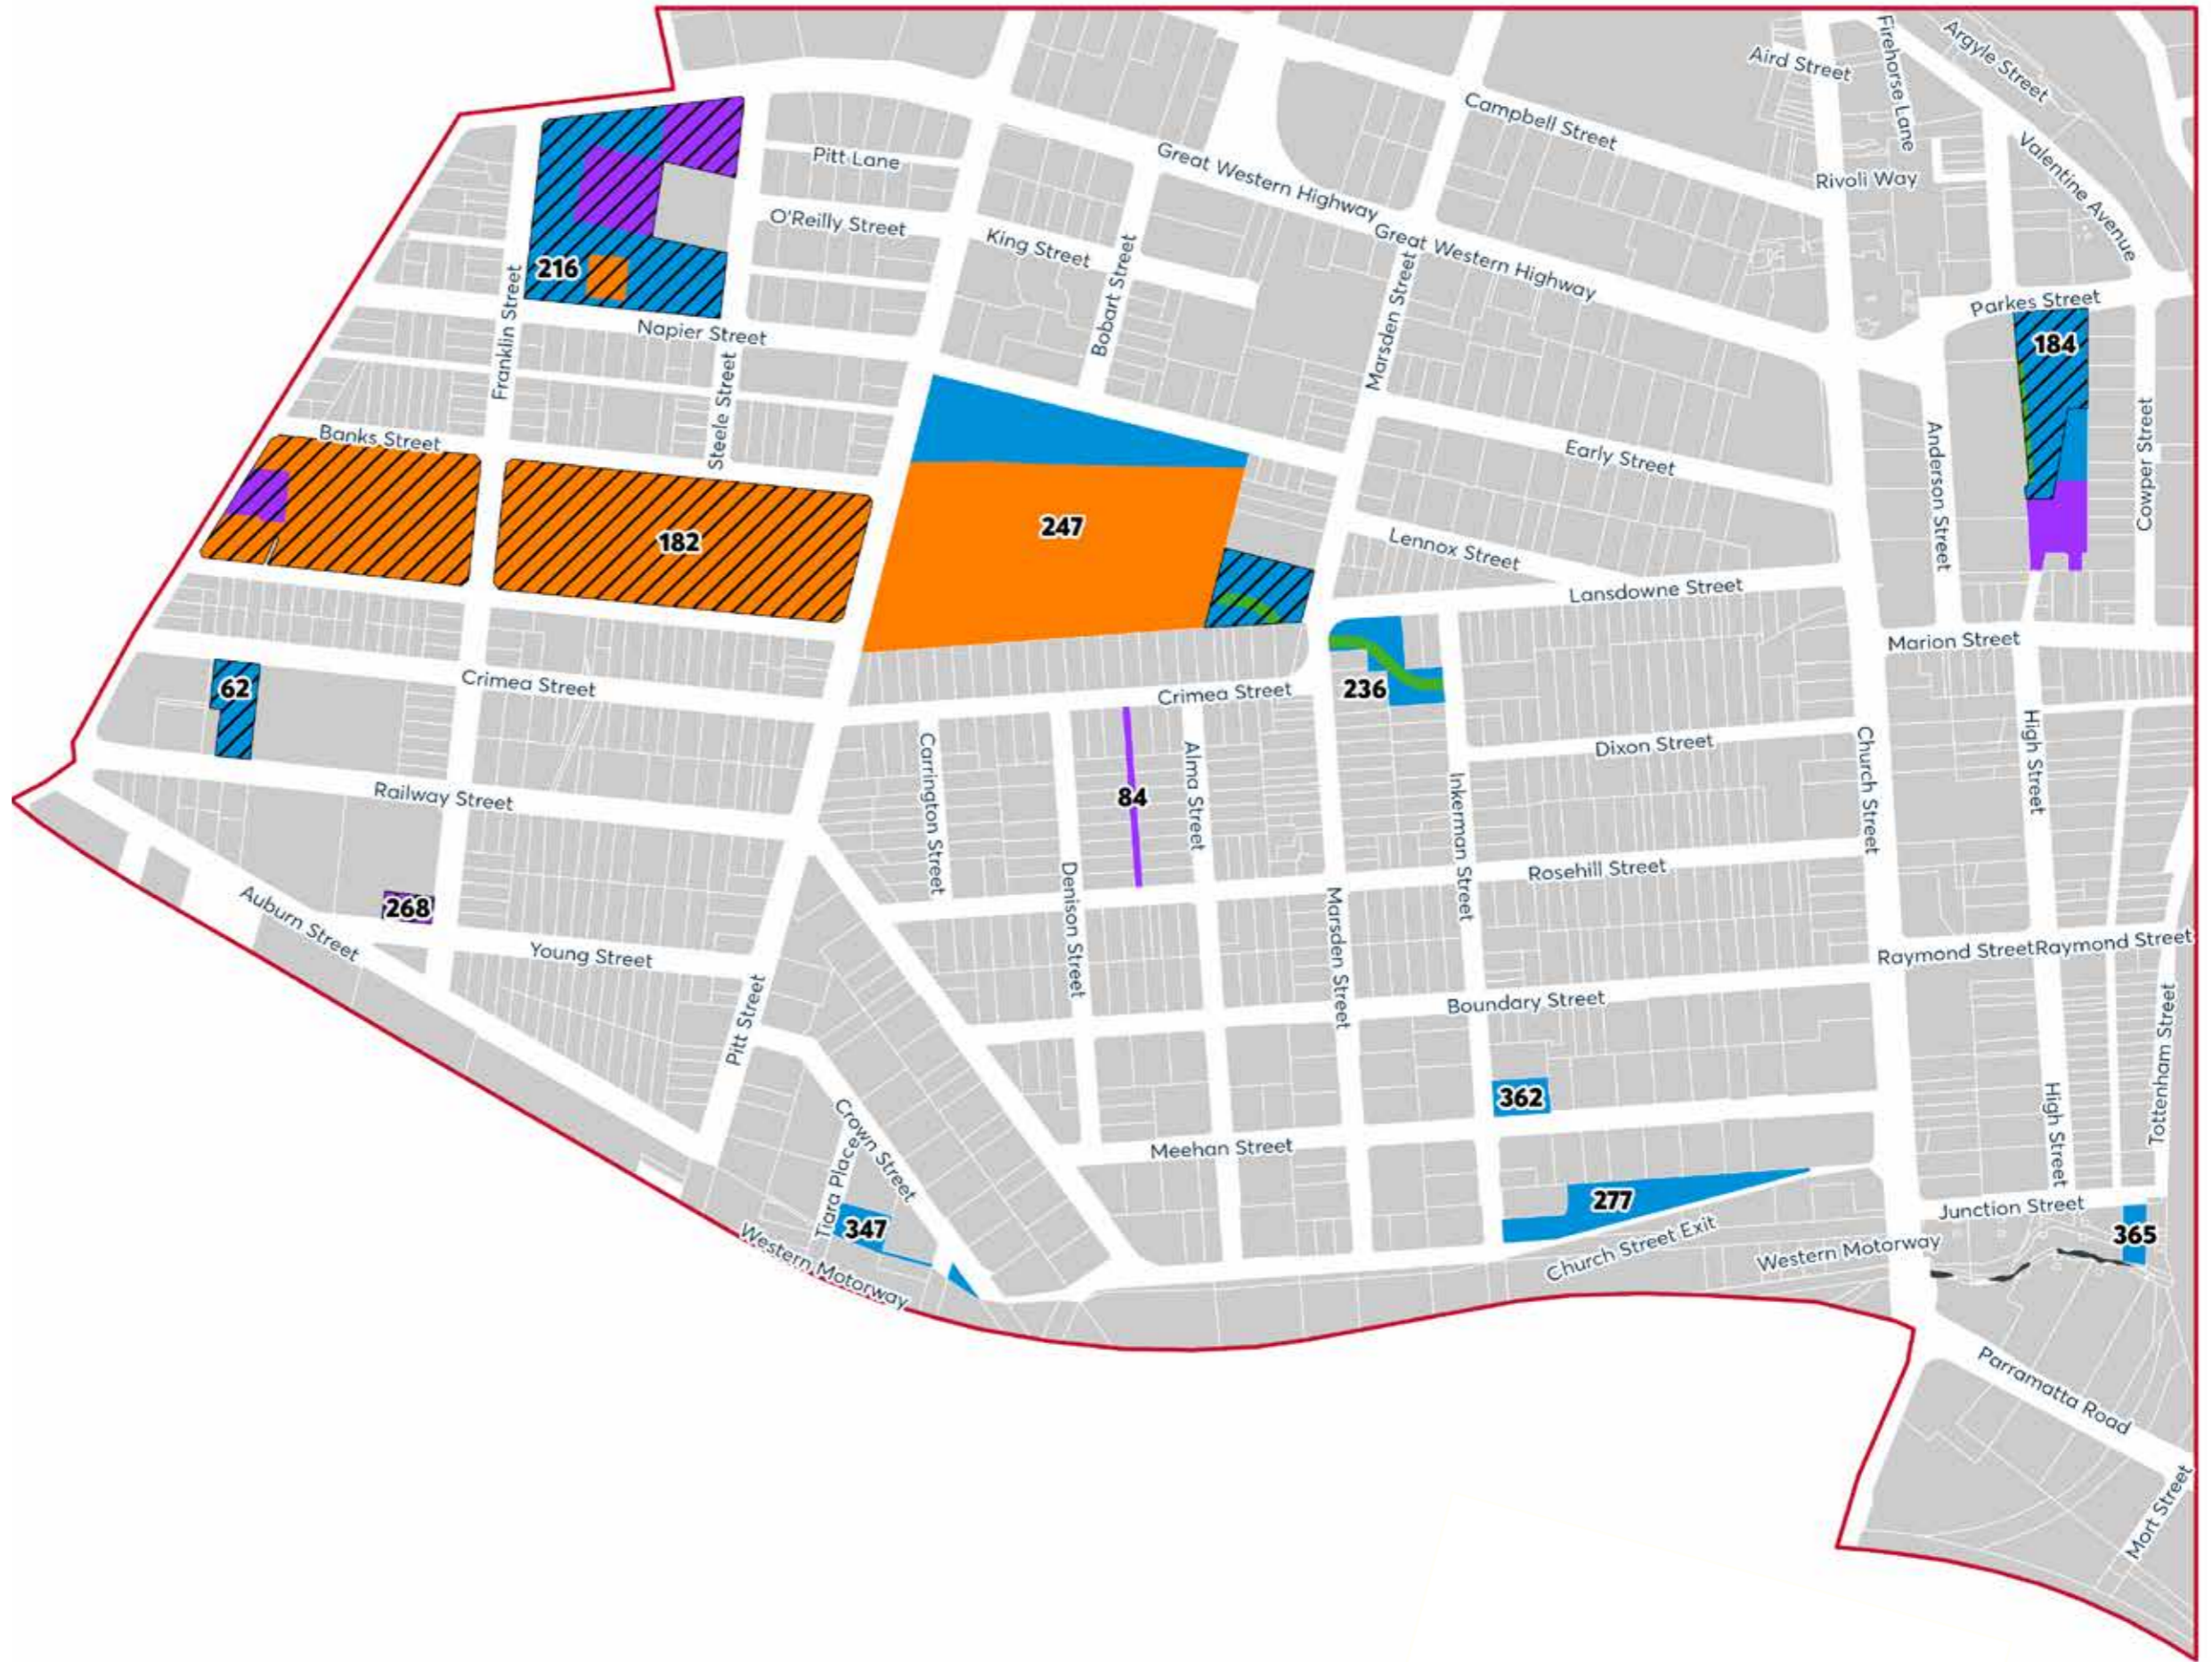 Aird Street
Firehorse Lane
Argyle Street
Campbell Street
Valentine Avenue
Pitt Lane
Great Western Highway
Rivoli Way
O'Reilly Street
King Street
Great Western Highway
216
Franklin Street
Bobart Street
Marsden Street
Parkes Street
Napier Street
184
Steele Street
Banks Street
Early Street
Anderson Street
Cowper Street
182
247
Lennox Street
Lansdowne Street
Marion Street
62
Crimea Street
Crimea Street
236
Carrington Street
Alma Street
Dixon Street
Church Street
High Street
84
Railway Street
Inkerman Street
Rosehill Street
268
Denison Street
Marsden Street
Auburn Street
Young Street
Raymond Street
Raymond Street
Pitt Street
Boundary Street
Tottenham Street
362
High Street
Crown Street
Tiara Place
Meehan Street
277
Junction Street
347
365
Church Street Exit
Western Motorway
Western Motorway
Parramatta Road
Mort Street